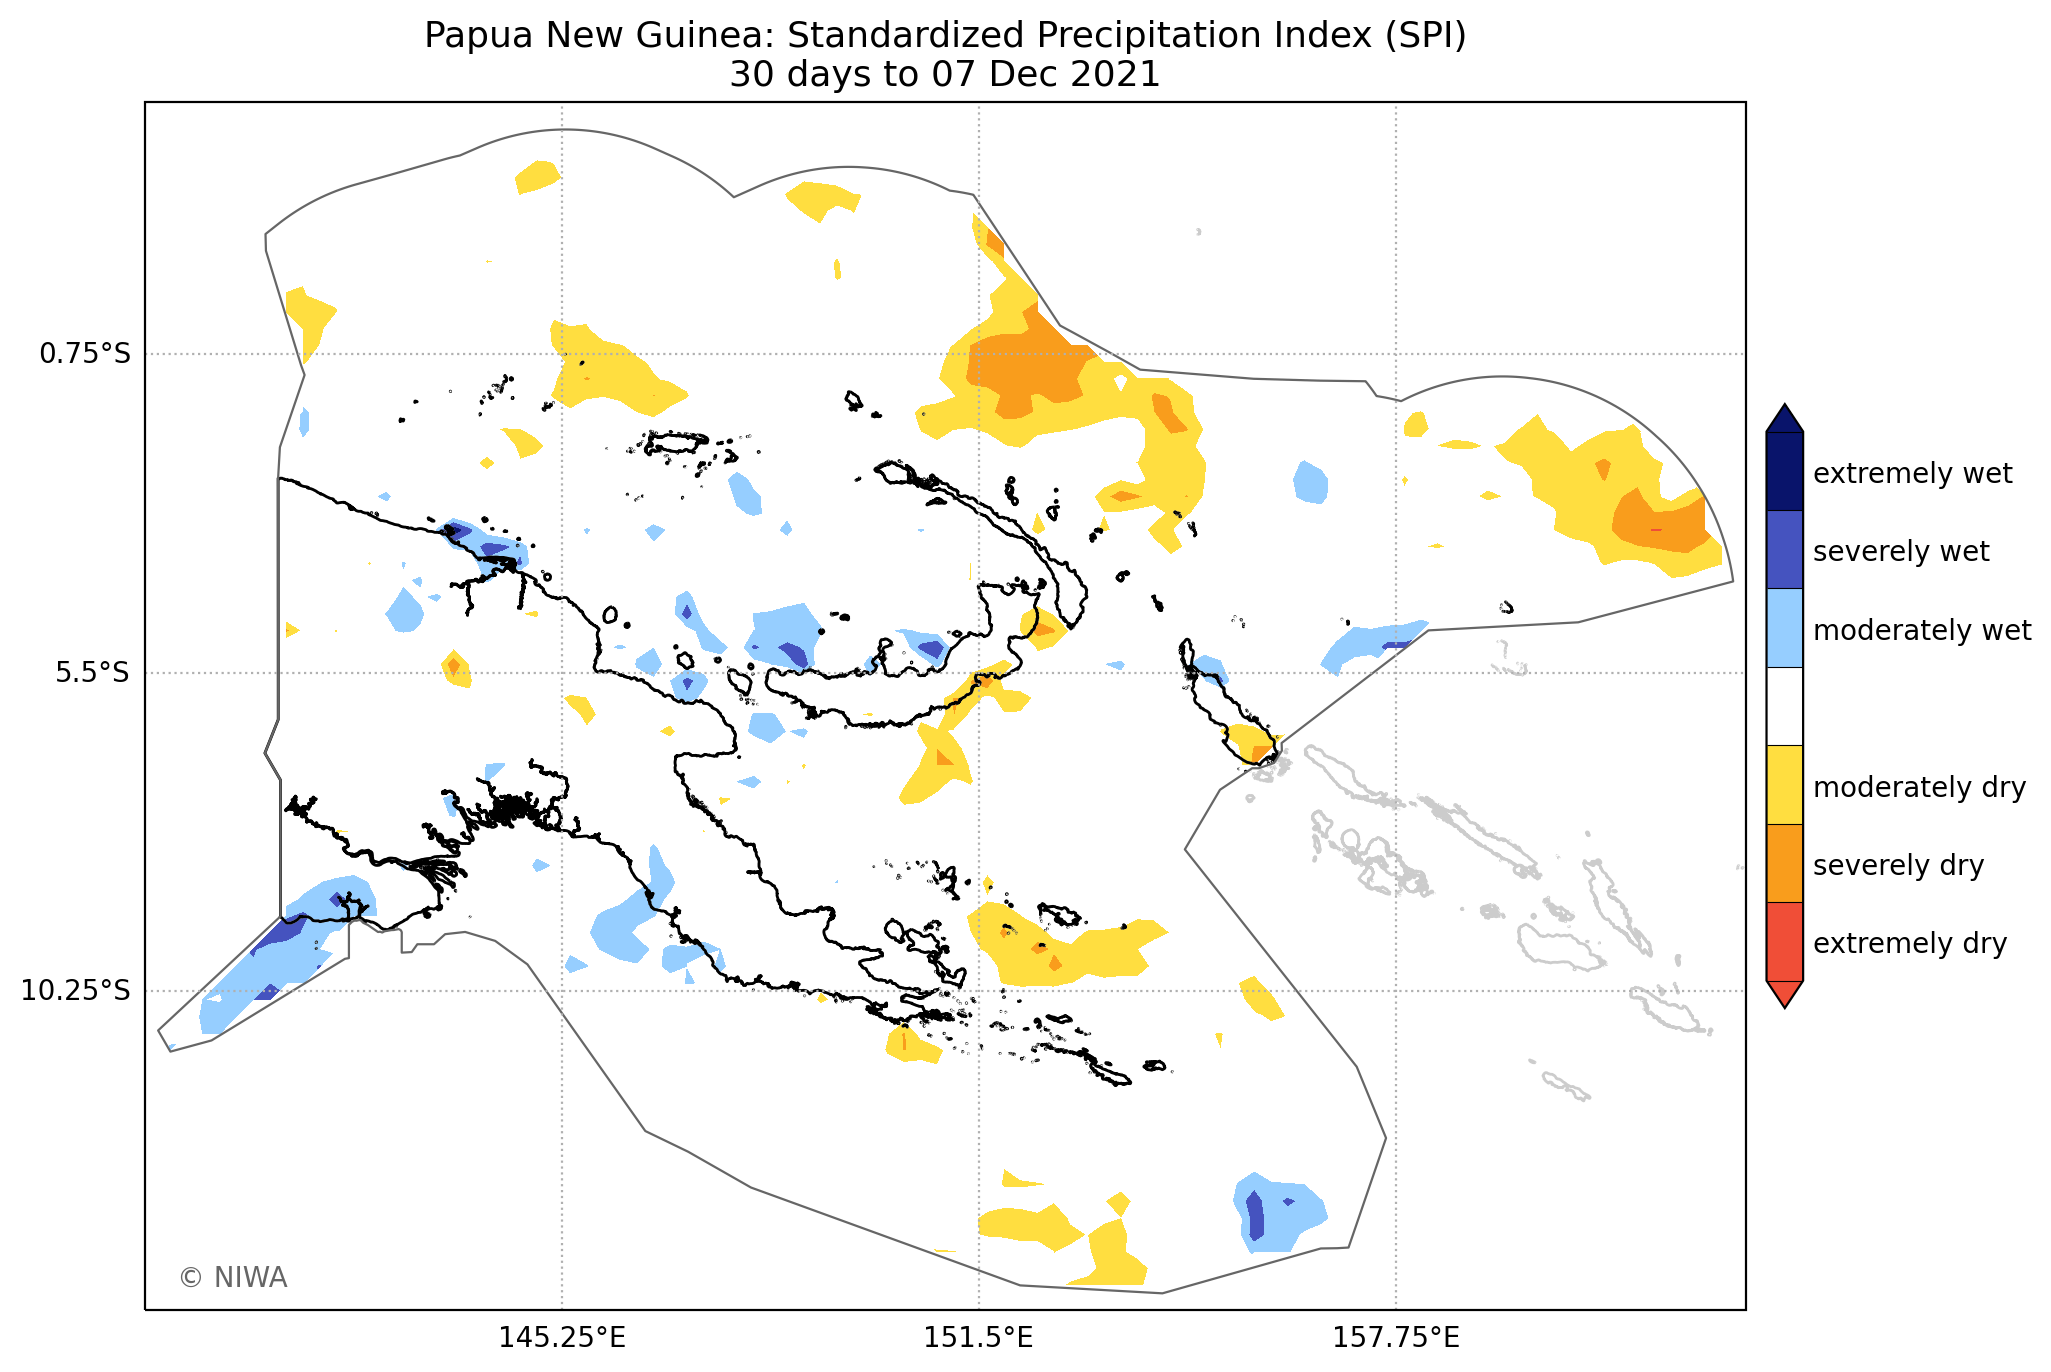 Papua New Guinea: Standardized Precipitation Index (SPI)
30 days to 07 Dec 2021
0.75°S
5.5°S
10.25°S
145.25°E
151.5°E
157.75°E
extremely wet
severely wet
moderately wet
moderately dry
severely dry
extremely dry
© NIWA